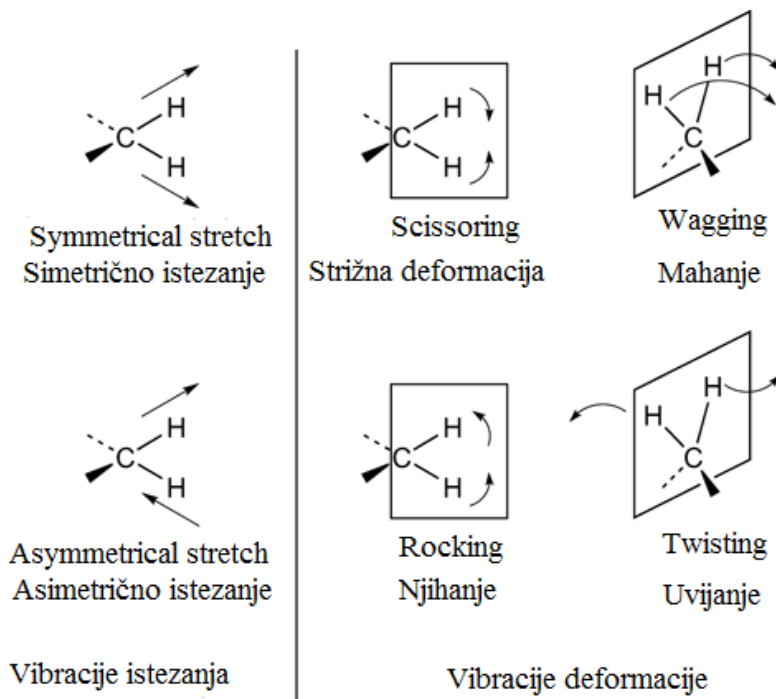 H
C
H
Symmetrical stretch
Simetrično istezanje
H
C
H
Scissoring
Strižna deformacija
H
H
C
Wagging
Mahanje
H
C
H
Asymmetrical stretch
Asimetrično istezanje
H
C
H
Rocking
Njihanje
H
H
C
Twisting
Uvijanje
Vibracije istezanja
Vibracije deformacije